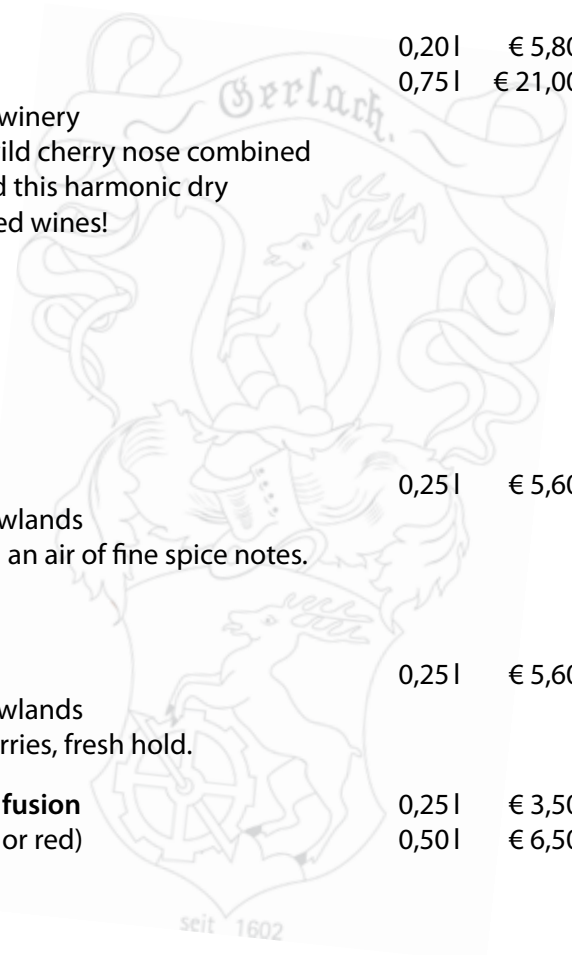 0,20 l € 5,80
0,75 l € 21,00
Gerlach.
winery
ild cherry nose combined
d this harmonic dry
ed wines!
0,25 l € 5,60
wlands
an air of fine spice notes.
0,25 l € 5,60
wlands
rries, fresh hold.
fusion 0,25 l € 3,50
or red) 0,50 l € 6,50
seit 1602